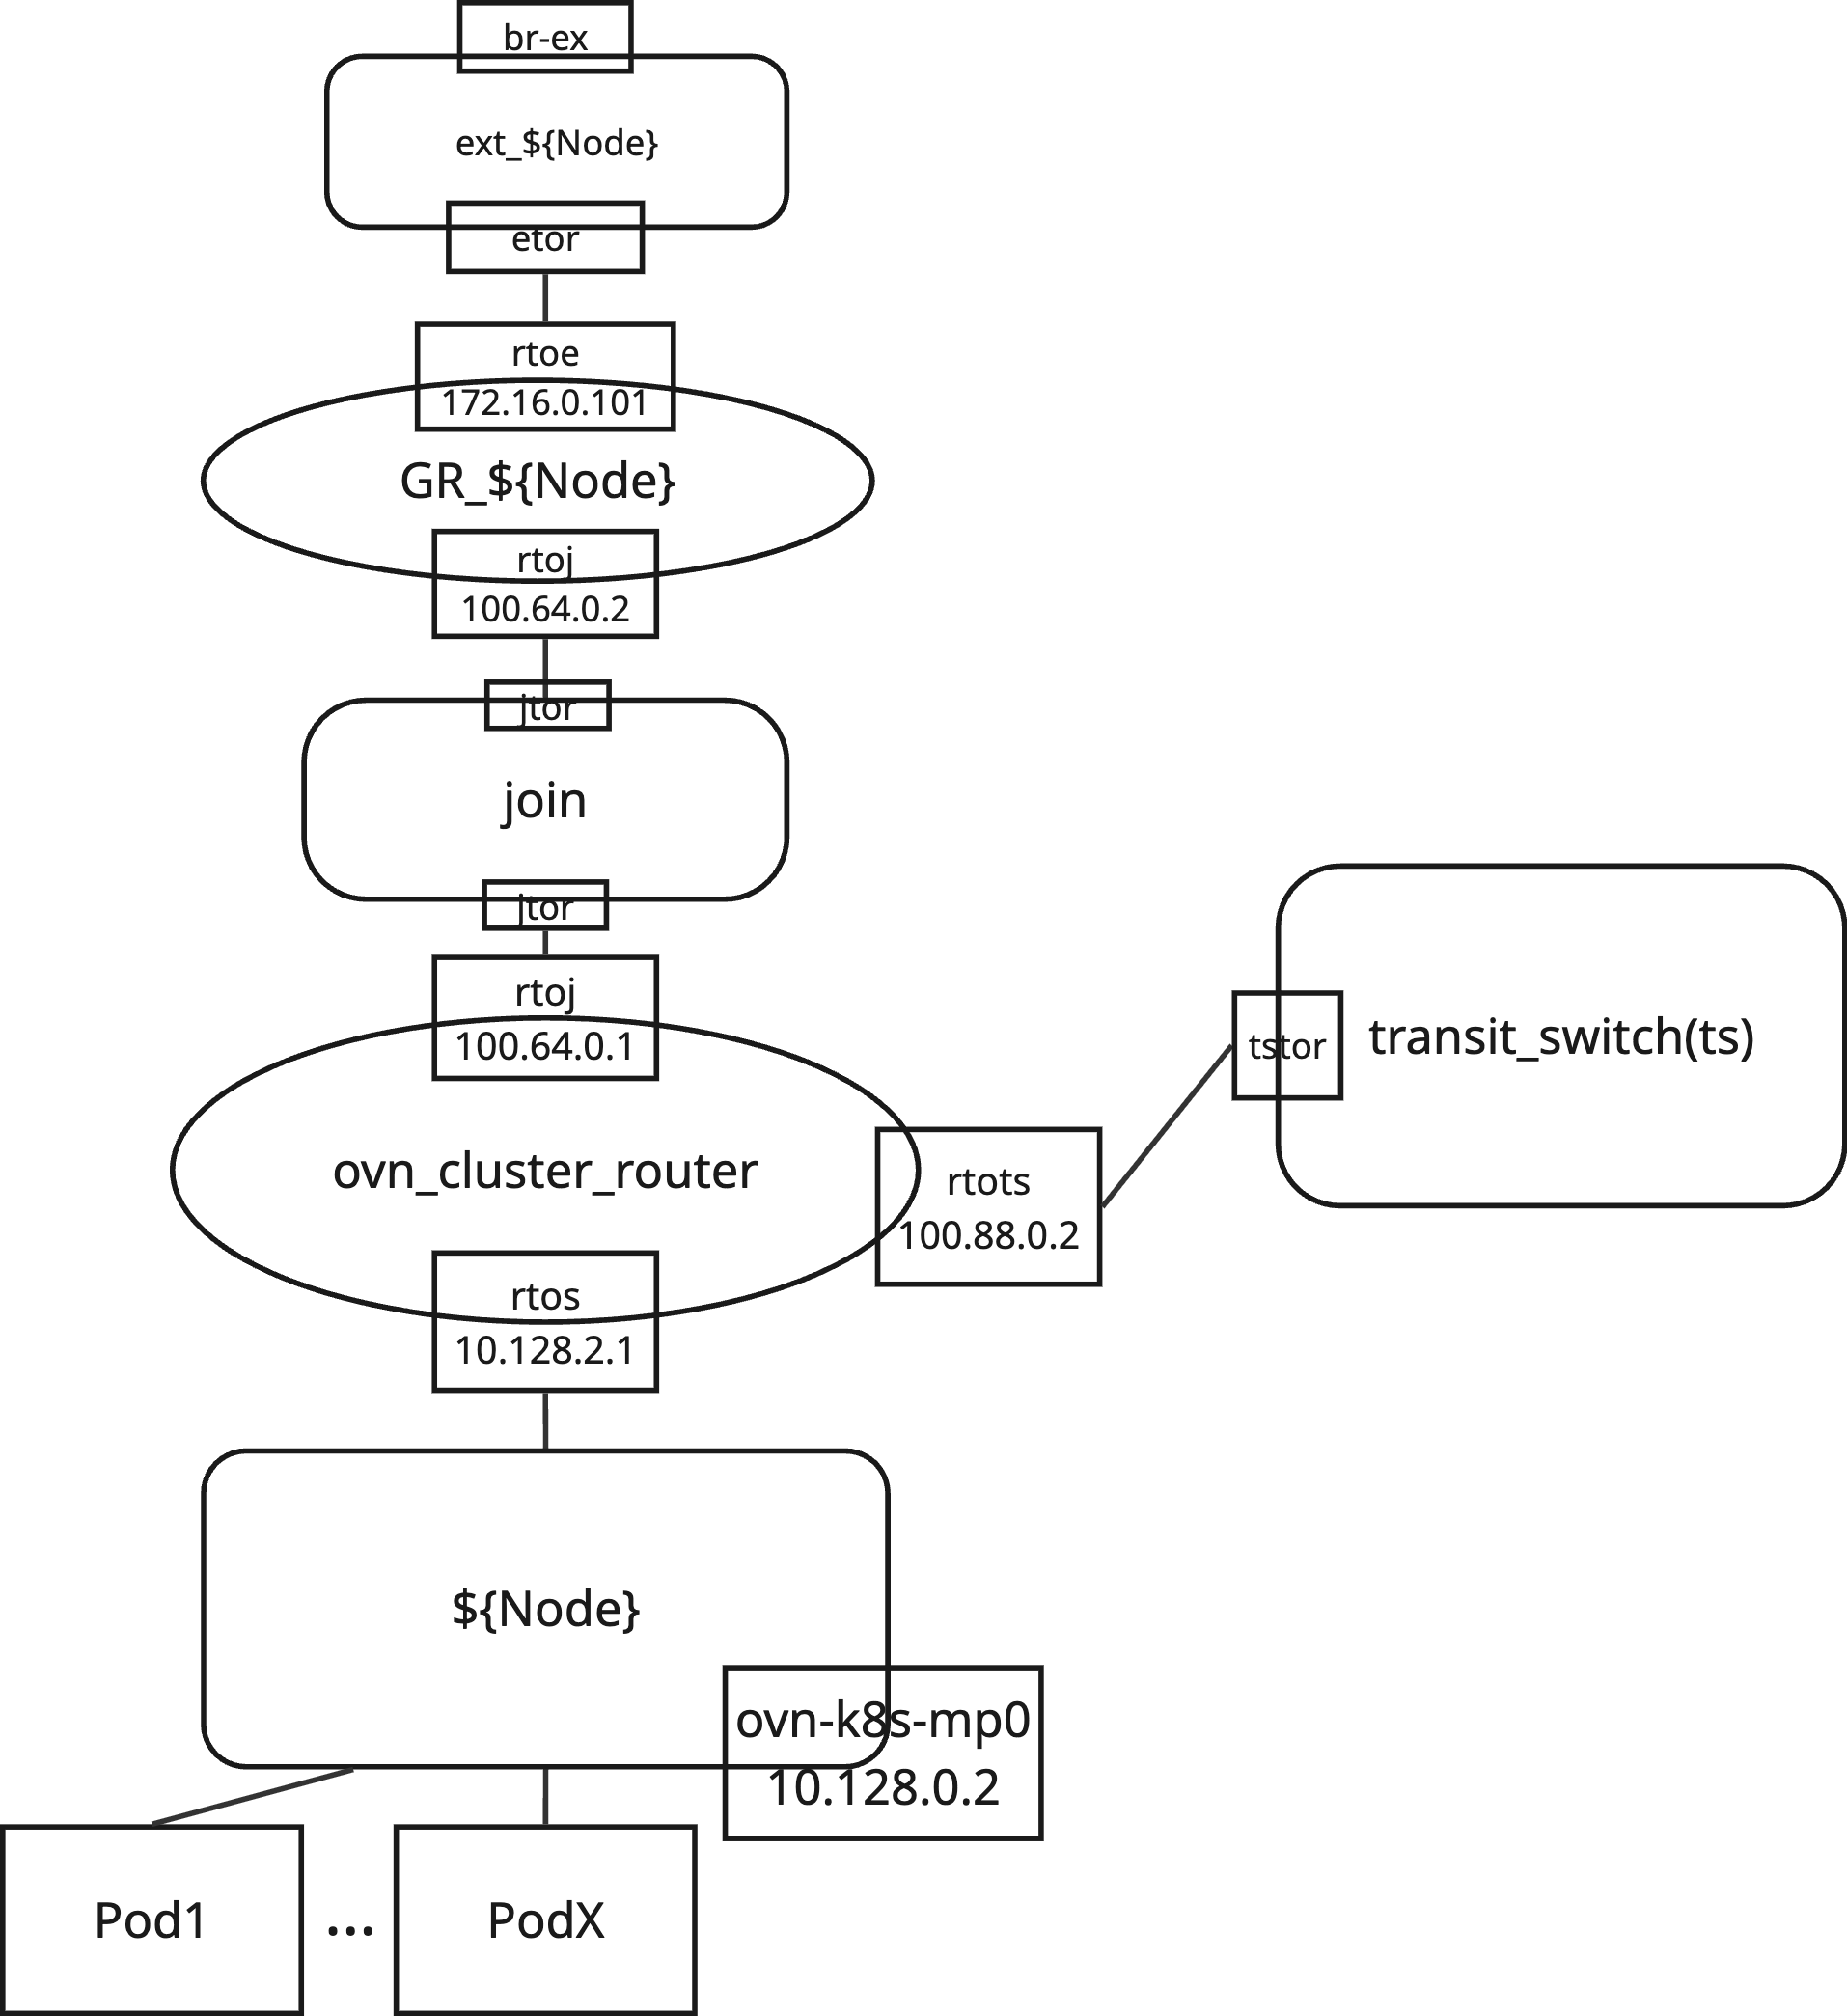 br-ex
ext_${Node}
etor
rtoe
172.16.0.101
GR_${Node}
rtoj
100.64.0.2
jtor
join
jtor
rtoj
100.64.0.1
ovn_cluster_router
rtots
100.88.0.2
tstor
transit_switch(ts)
rtos
10.128.2.1
${Node}
ovn-k8s-mp0
10.128.0.2
Pod1
...
PodX